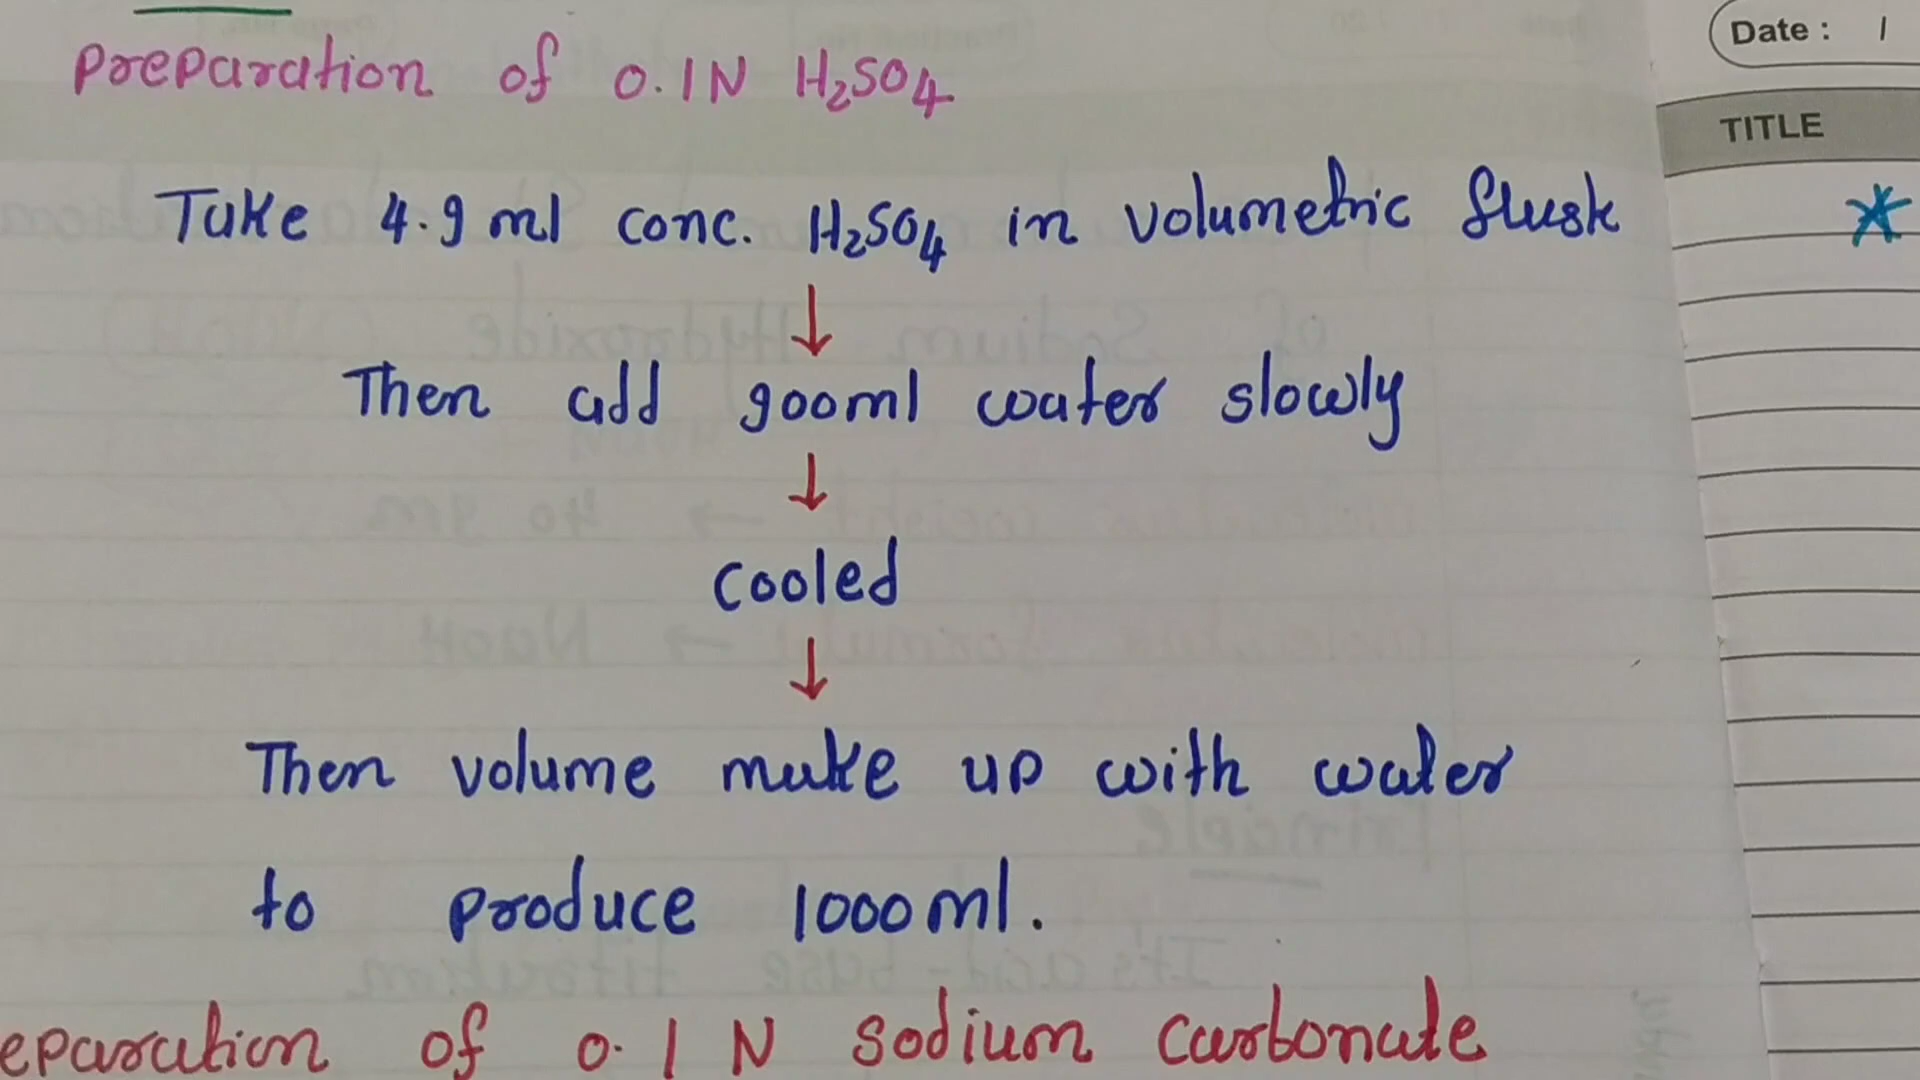 Date : /
TITLE
Preparation of 0.1N H₂SO₄
Take 4.9 ml conc. H₂SO₄ in volumetric flask
↓
Then add 900ml water slowly
↓
cooled
↓
Then volume make up with water
to produce 1000ml.
eparation of 0.1 N sodium carbonate